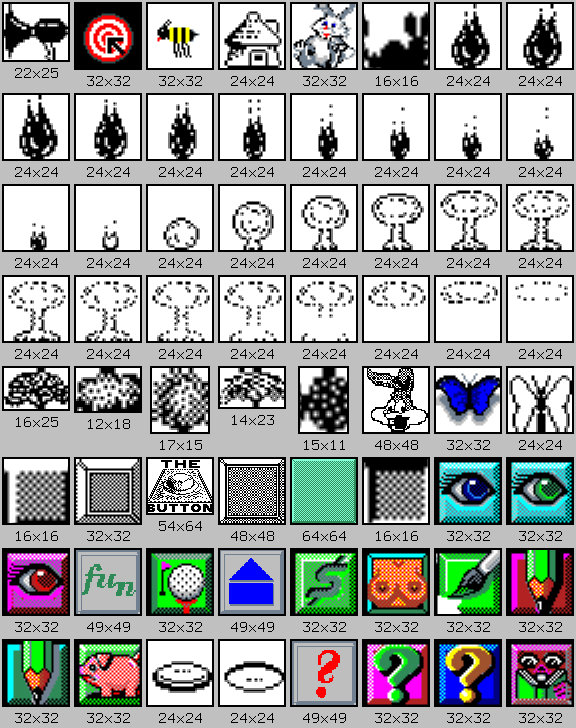 22x25 32x32 32x32 24x24 32x32 16x16 24x24 24x24
24x24 24x24 24x24 24x24 24x24 24x24 24x24 24x24
24x24 24x24 24x24 24x24 24x24 24x24 24x24 24x24
24x24 24x24 24x24 24x24 24x24 24x24 24x24 24x24
16x25 12x18 17x15 14x23 15x11 48x48 32x32 24x24
THE
BUTTON
16x16 32x32 54x64 48x48 64x64 16x16 32x32 32x32
fun
32x32 49x49 32x32 49x49 32x32 32x32 32x32 32x32
? ? ?
32x32 32x32 24x24 24x24 49x49 32x32 32x32 32x32